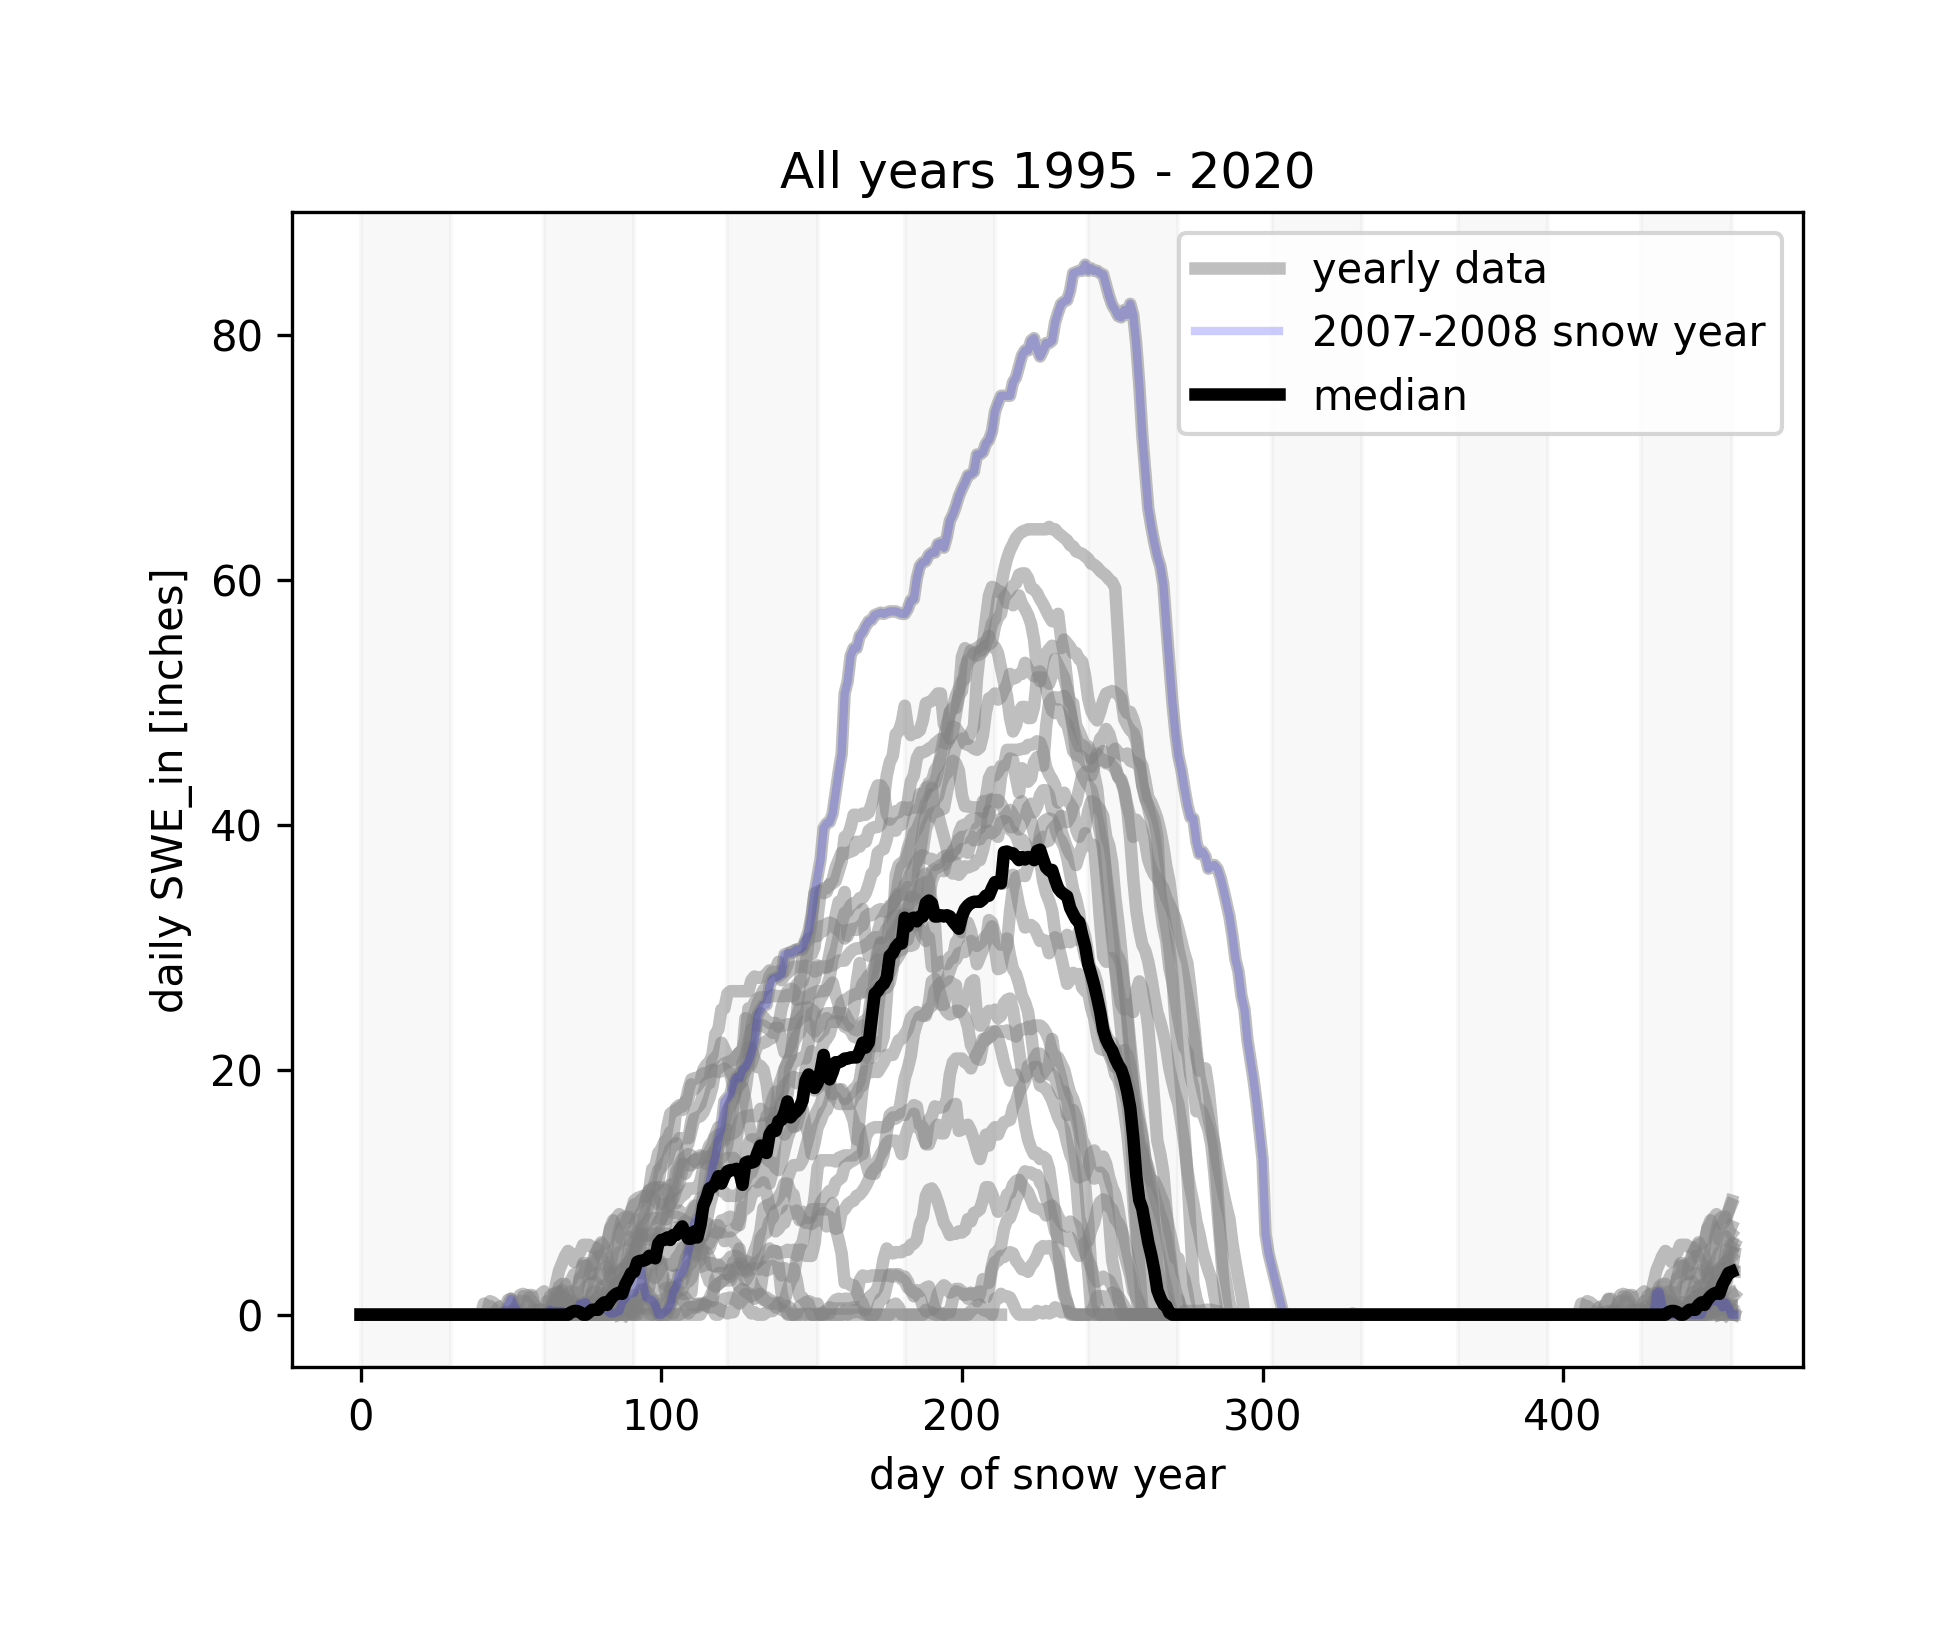 All years 1995 - 2020
yearly data
2007-2008 snow year
median
daily SWE_in [inches]
80
60
40
20
0
0 100 200 300 400
day of snow year